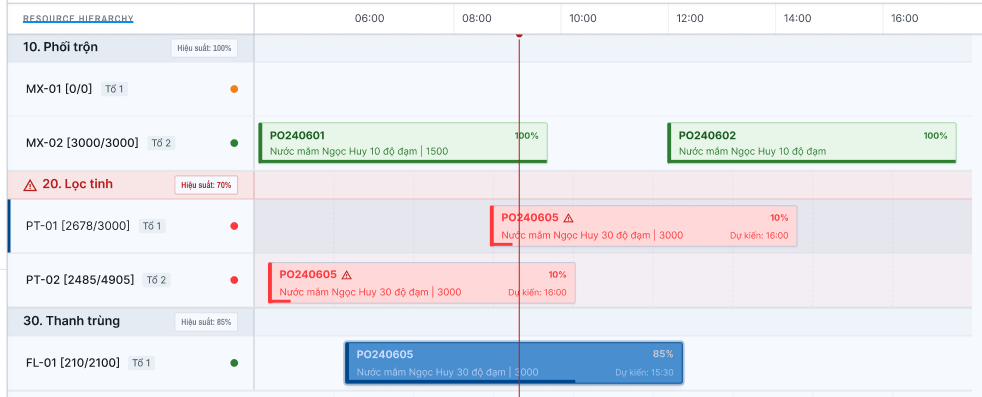 RESOURCE HIERARCHY
06:00
08:00
10:00
12:00
14:00
16:00
10. Phối trộn
Hiệu suất: 100%
MX-01 [0/0]
Tổ 1
MX-02 [3000/3000]
Tổ 2
PO240601
100%
Nước mắm Ngọc Huy 10 độ đạm | 1500
PO240602
100%
Nước mắm Ngọc Huy 10 độ đạm
20. Lọc tinh
Hiệu suất: 70%
PT-01 [2678/3000]
Tổ 1
PO240605
10%
Nước mắm Ngọc Huy 30 độ đạm | 3000
Dự kiến: 16:00
PT-02 [2485/4905]
Tổ 2
PO240605
10%
Nước mắm Ngọc Huy 30 độ đạm | 3000
Dự kiến: 16:00
30. Thanh trùng
Hiệu suất: 85%
FL-01 [210/2100]
Tổ 1
PO240605
85%
Nước mắm Ngọc Huy 30 độ đạm | 3000
Dự kiến: 15:30